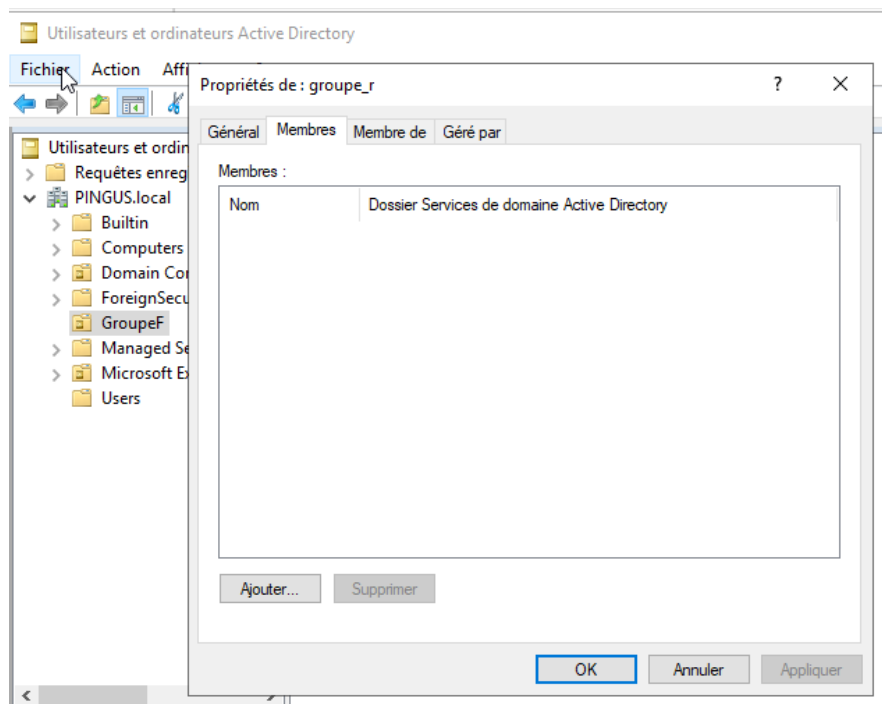 Utilisateurs et ordinateurs Active Directory
Fichier Action Affi
Propriétés de : groupe_r ? ×
Général Membres Membre de Géré par
Utilisateurs et ordin
Requêtes enreg
PINGUS.local
Builtin
Computers
Domain Con
ForeignSecu
GroupeF
Managed Se
Microsoft Ex
Users
Membres :
Nom Dossier Services de domaine Active Directory
Ajouter... Supprimer
OK Annuler Appliquer